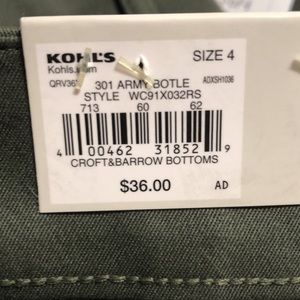 KOHL'S SIZE 4
Kohls.com
301 ARMY BOTLE ADXSH1036
STYLE WC91X032RS
713 60 62
4 00462 31852 9
CROFT&BARROW BOTTOMS
$36.00 AD